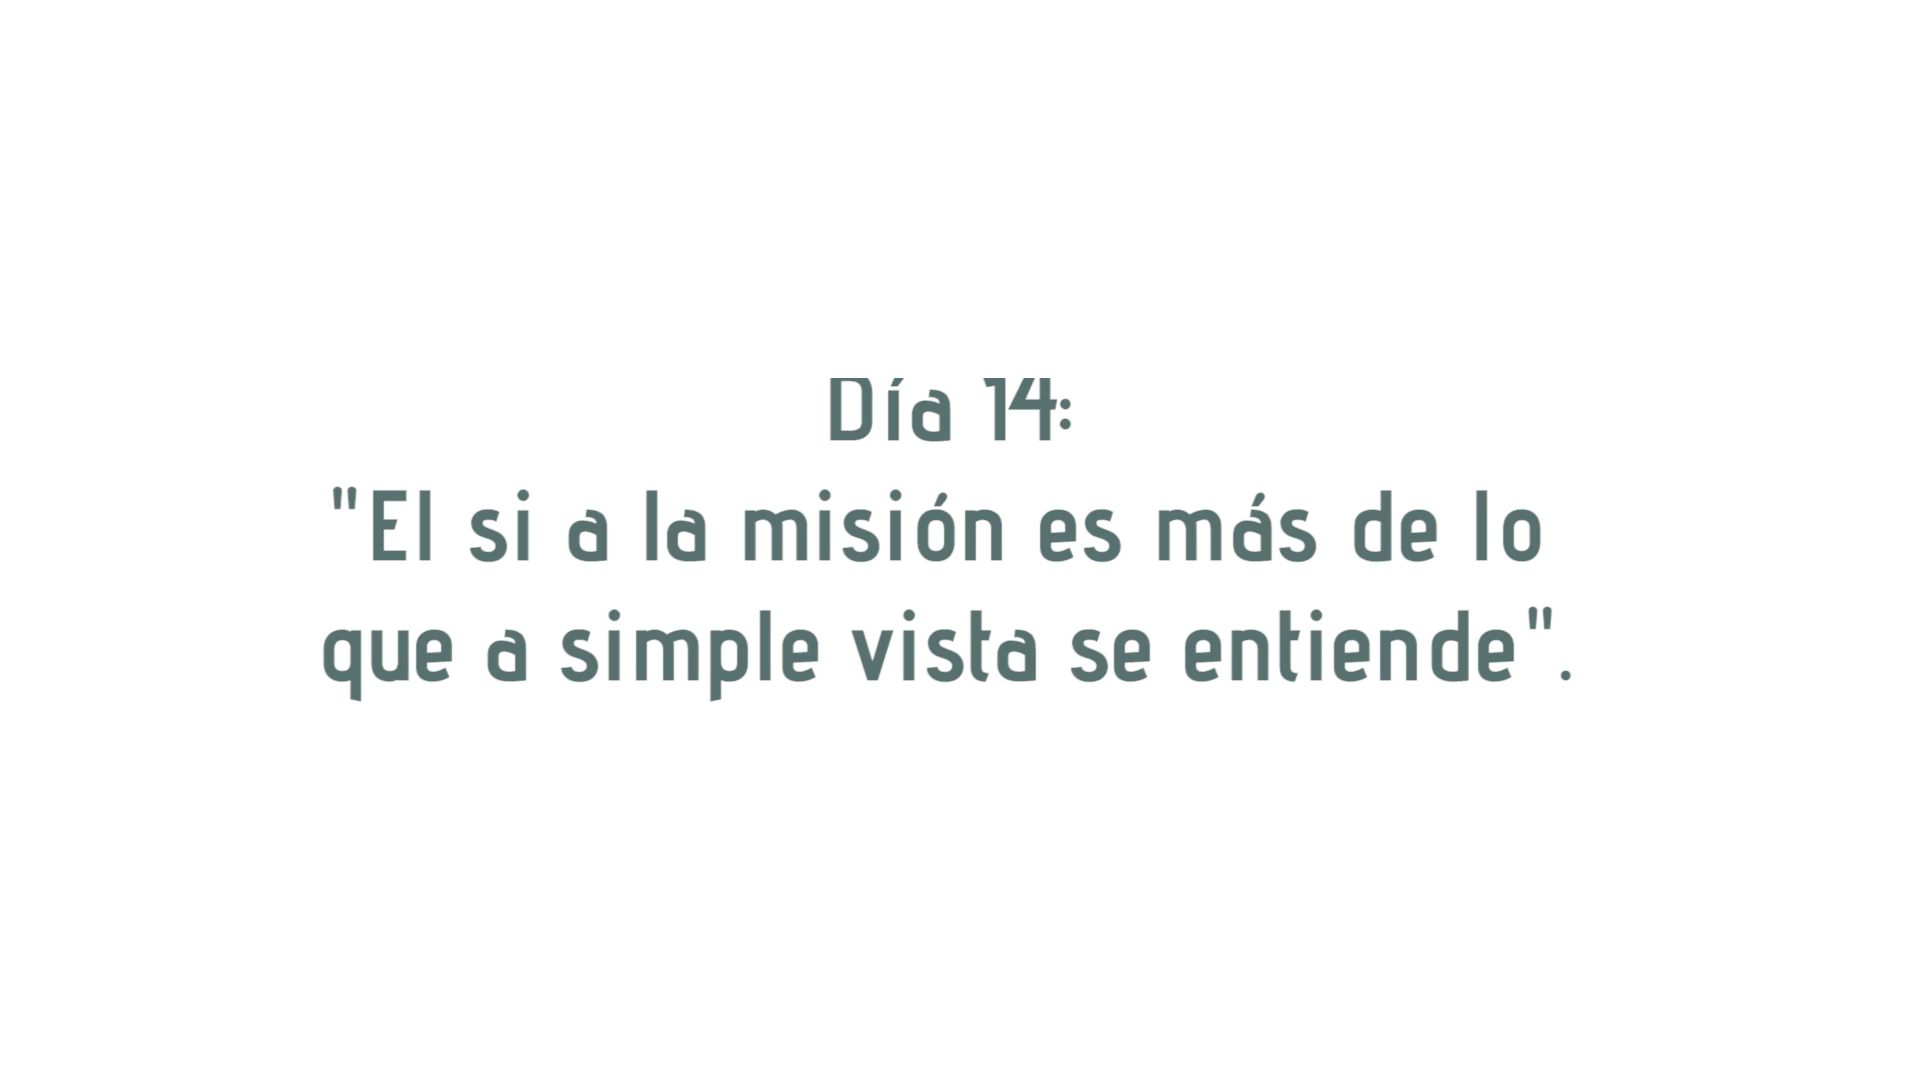 Día 14:
"El si a la misión es más de lo
que a simple vista se entiende".